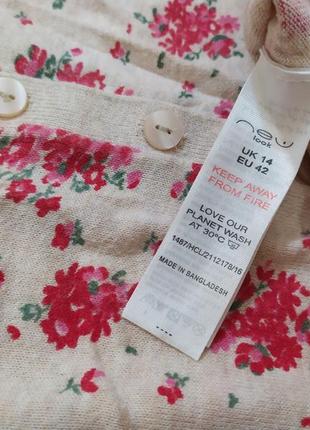 new
look
UK 14
EU 42
KEEP AWAY
FROM FIRE
LOVE OUR
PLANET WASH
AT 30°C
1487/HCL/2112178/16
MADE IN BANGLADESH